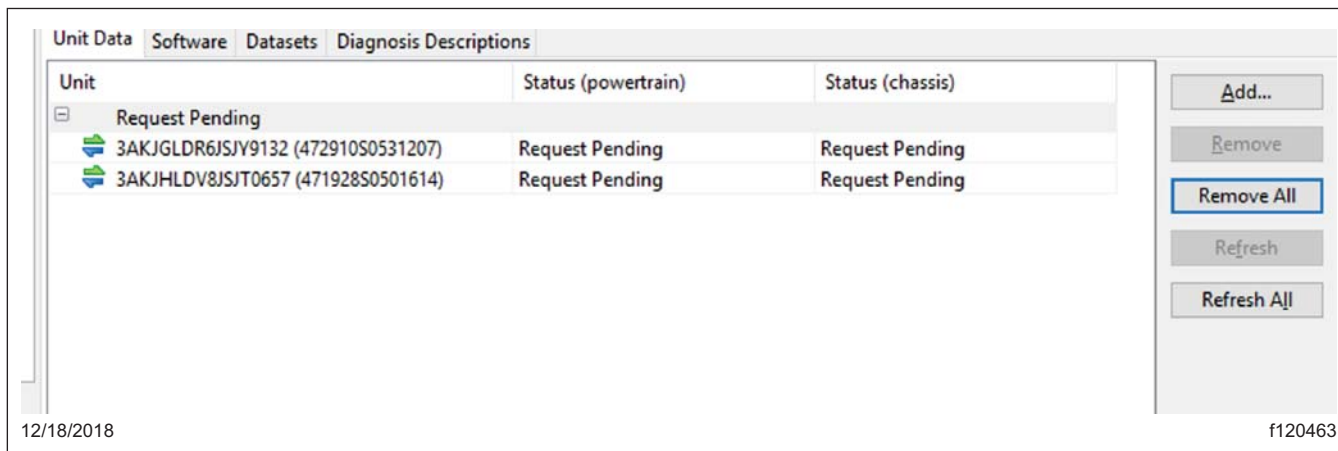 Unit Data Software Datasets Diagnosis Descriptions
Unit Status (powertrain) Status (chassis)
Request Pending
3AKJGLDR6JSJY9132 (472910S0531207) Request Pending Request Pending
3AKJHLDV8JSJT0657 (471928S0501614) Request Pending Request Pending
Add...
Remove
Remove All
Refresh
Refresh All
12/18/2018 f120463